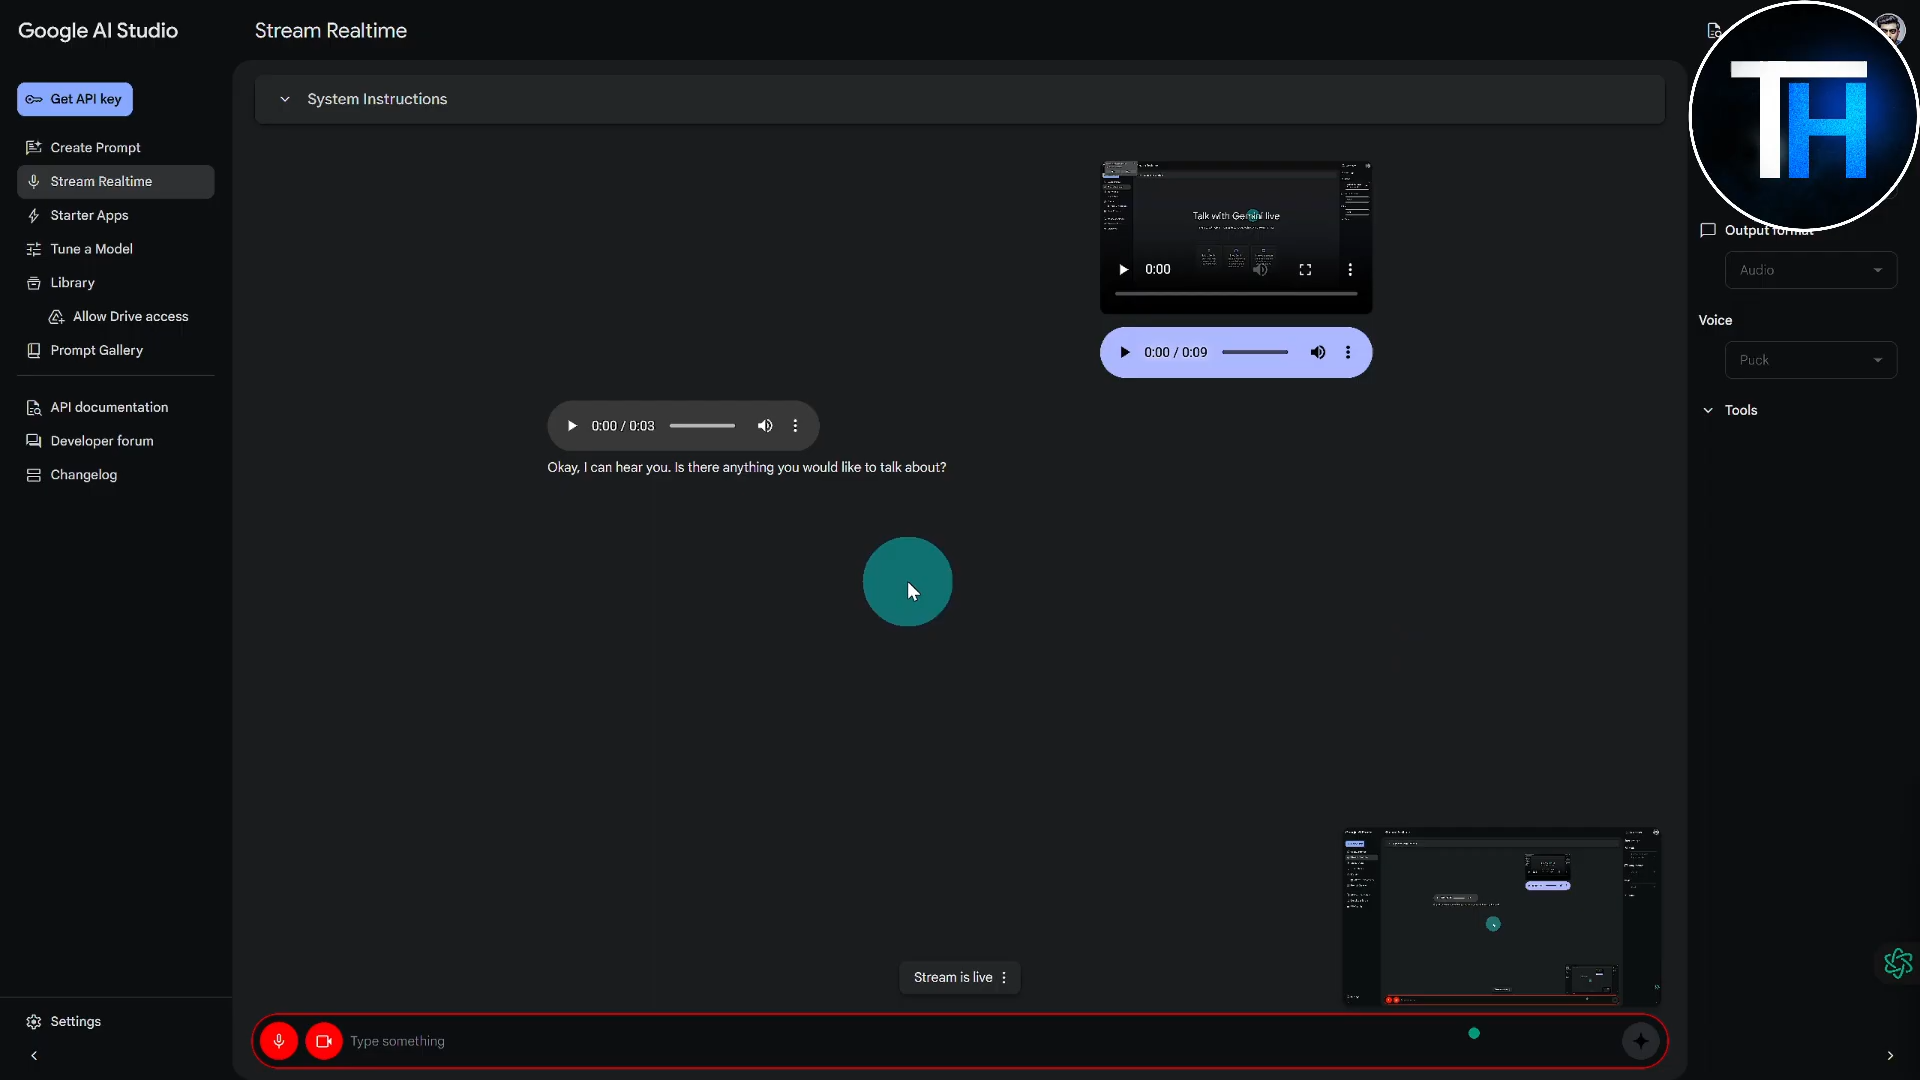 Google AI Studio
Stream Realtime
TH
Get API key
System Instructions
Create Prompt
Stream Realtime
Starter Apps
Tune a Model
Library
Allow Drive access
Prompt Gallery
API documentation
Developer forum
Changelog
Talk with Gemini live
0:00
0:00 / 0:09
0:00 / 0:03
Okay, I can hear you. Is there anything you would like to talk about?
Output format
Audio
Voice
Puck
Tools
Stream is live
Settings
Type something